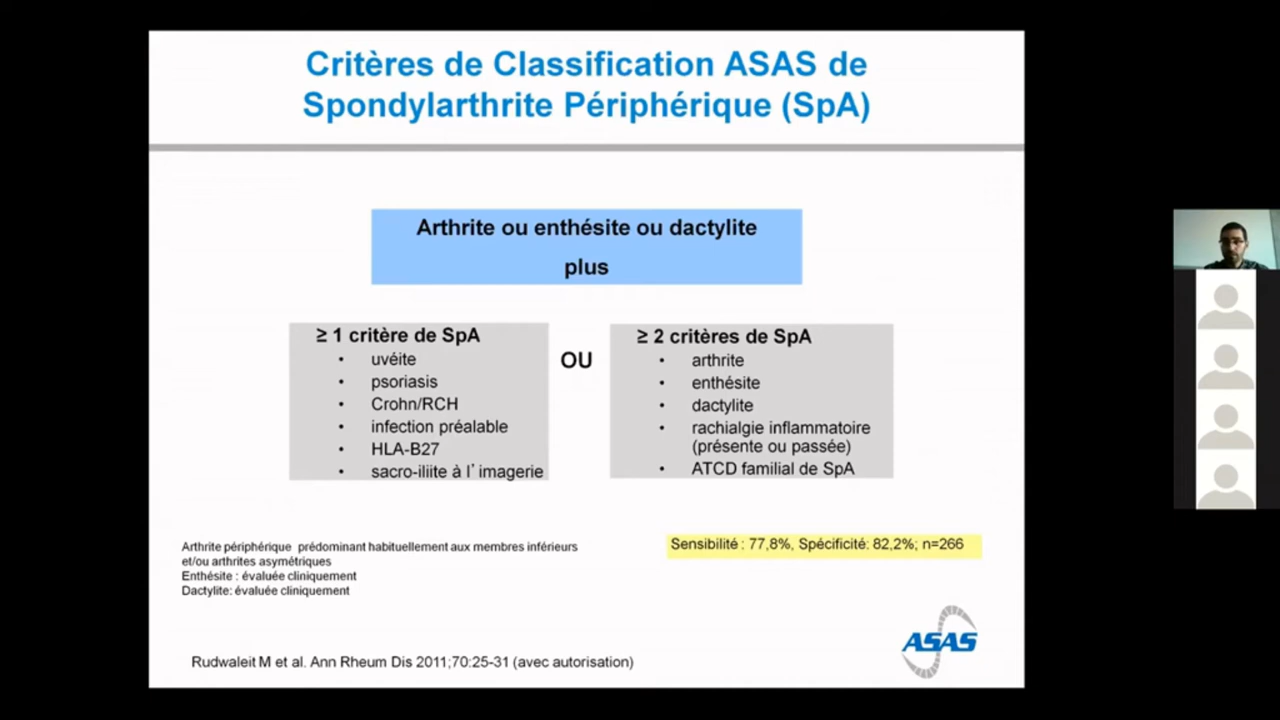 Critères de Classification ASAS de
Spondylarthrite Périphérique (SpA)
Arthrite ou enthésite ou dactylite
plus
≥ 1 critère de SpA
• uvéite
• psoriasis
• Crohn/RCH
• infection préalable
• HLA-B27
• sacro-iliite à l' imagerie
OU
≥ 2 critères de SpA
• arthrite
• enthésite
• dactylite
• rachialgie inflammatoire
(présente ou passée)
• ATCD familial de SpA
Arthrite périphérique prédominant habituellement aux membres inférieurs
et/ou arthrites asymétriques
Enthésite : évaluée cliniquement
Dactylite: évaluée cliniquement
Sensibilité : 77,8%, Spécificité: 82,2%; n=266
ASAS
Rudwaleit M et al. Ann Rheum Dis 2011;70:25-31 (avec autorisation)